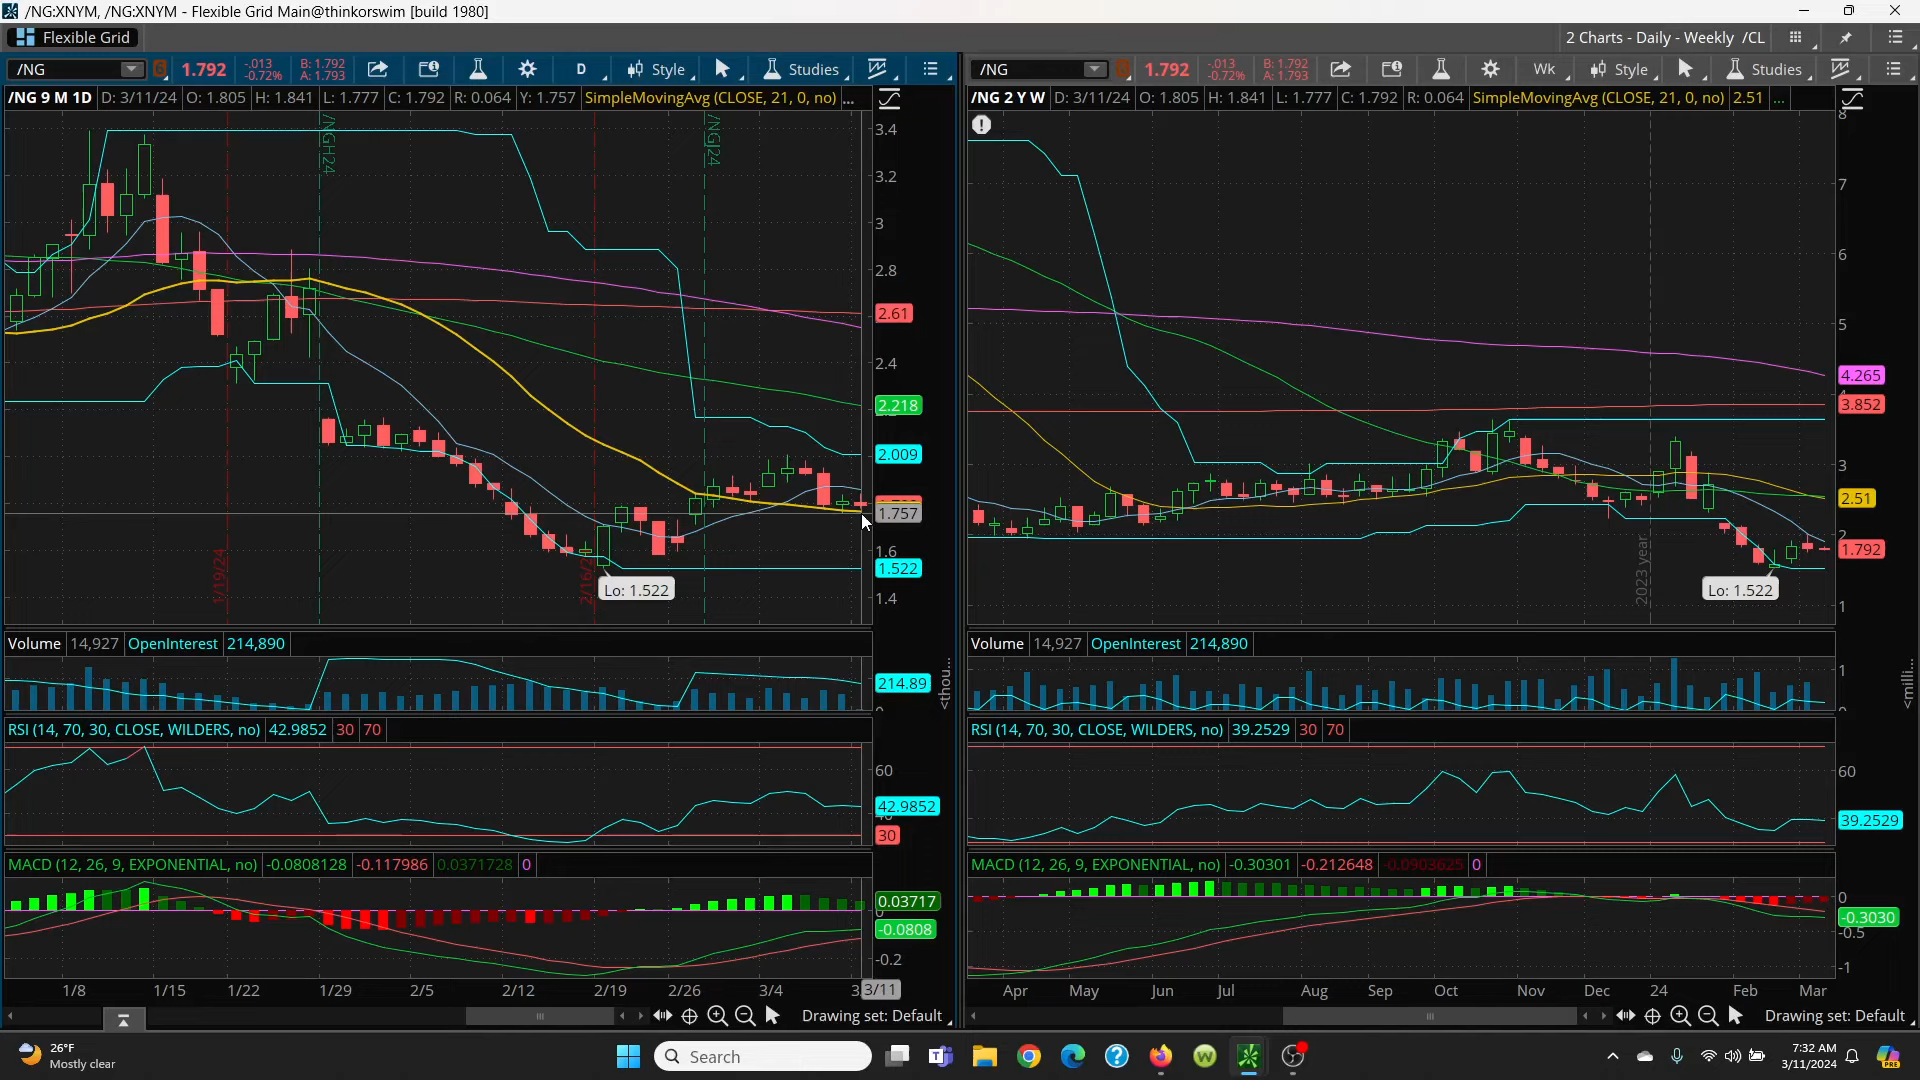 /NG:XNYM, /NG:XNYM - Flexible Grid Main@thinkorswim [build 1980]
Flexible Grid
2 Charts - Daily - Weekly /CL
/NG 1.792 -.013 -0.72% B: 1.792 A: 1.793 D Style Studies
/NG 1.792 -.013 -0.72% B: 1.792 A: 1.793 Wk Style Studies
/NG 9 M 1D D: 3/11/24 O: 1.805 H: 1.841 L: 1.777 C: 1.792 R: 0.064 Y: 1.757 SimpleMovingAvg (CLOSE, 21, 0, no) ...
/NG 2 Y W D: 3/11/24 O: 1.805 H: 1.841 L: 1.777 C: 1.792 R: 0.064 SimpleMovingAvg (CLOSE, 21, 0, no) 2.51 ...
/NGH24
/NGJ24
1/19/24
Lo: 1.522
3.4
3.2
3
2.8
2.61
2.4
2.218
2.009
1.757
1.6
1.522
1.4
2023 year
Lo: 1.522
8
7
6
5
4.265
3.852
3
2.51
2
1.792
1
Volume 14,927 OpenInterest 214,890
214.89
<thou...
Volume 14,927 OpenInterest 214,890
1
<milli...
RSI (14, 70, 30, CLOSE, WILDERS, no) 42.9852 30 70
60
42.9852
30
RSI (14, 70, 30, CLOSE, WILDERS, no) 39.2529 30 70
60
39.2529
MACD (12, 26, 9, EXPONENTIAL, no) -0.0808128 -0.117986 0.0371728 0
0.03717
-0.0808
-0.2
MACD (12, 26, 9, EXPONENTIAL, no) -0.30301 -0.212648 -0.0903625 0
0
-0.3030
-0.5
-1
1/8 1/15 1/22 1/29 2/5 2/12 2/19 2/26 3/4 3/11
Apr May Jun Jul Aug Sep Oct Nov Dec 24 Feb Mar
Drawing set: Default
Drawing set: Default
26°F
Mostly clear
Search
7:32 AM
3/11/2024